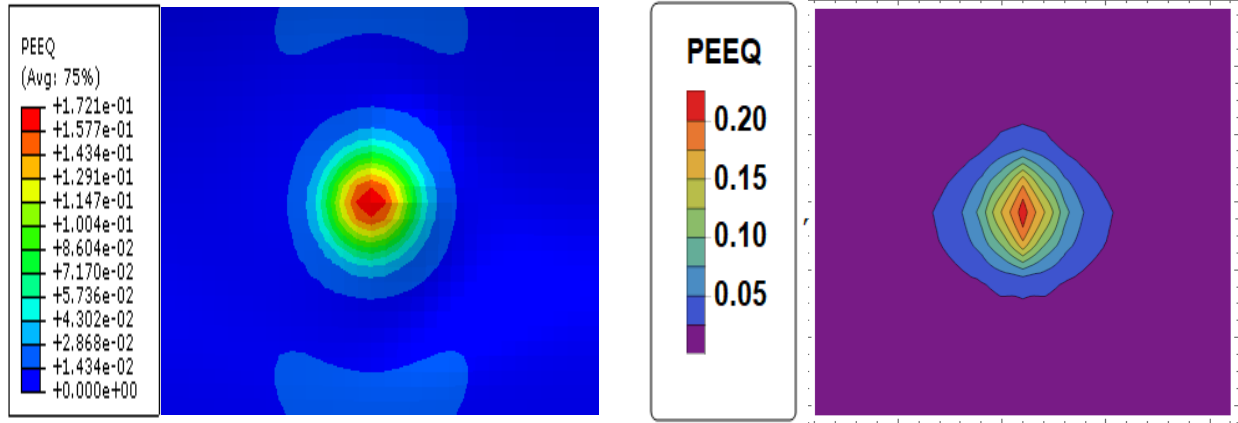 PEEQ
(Avg: 75%)
+1.721e-01
+1.577e-01
+1.434e-01
+1.291e-01
+1.147e-01
+1.004e-01
+8.604e-02
+7.170e-02
+5.736e-02
+4.302e-02
+2.868e-02
+1.434e-02
+0.000e+00
PEEQ
0.20
0.15
0.10
0.05